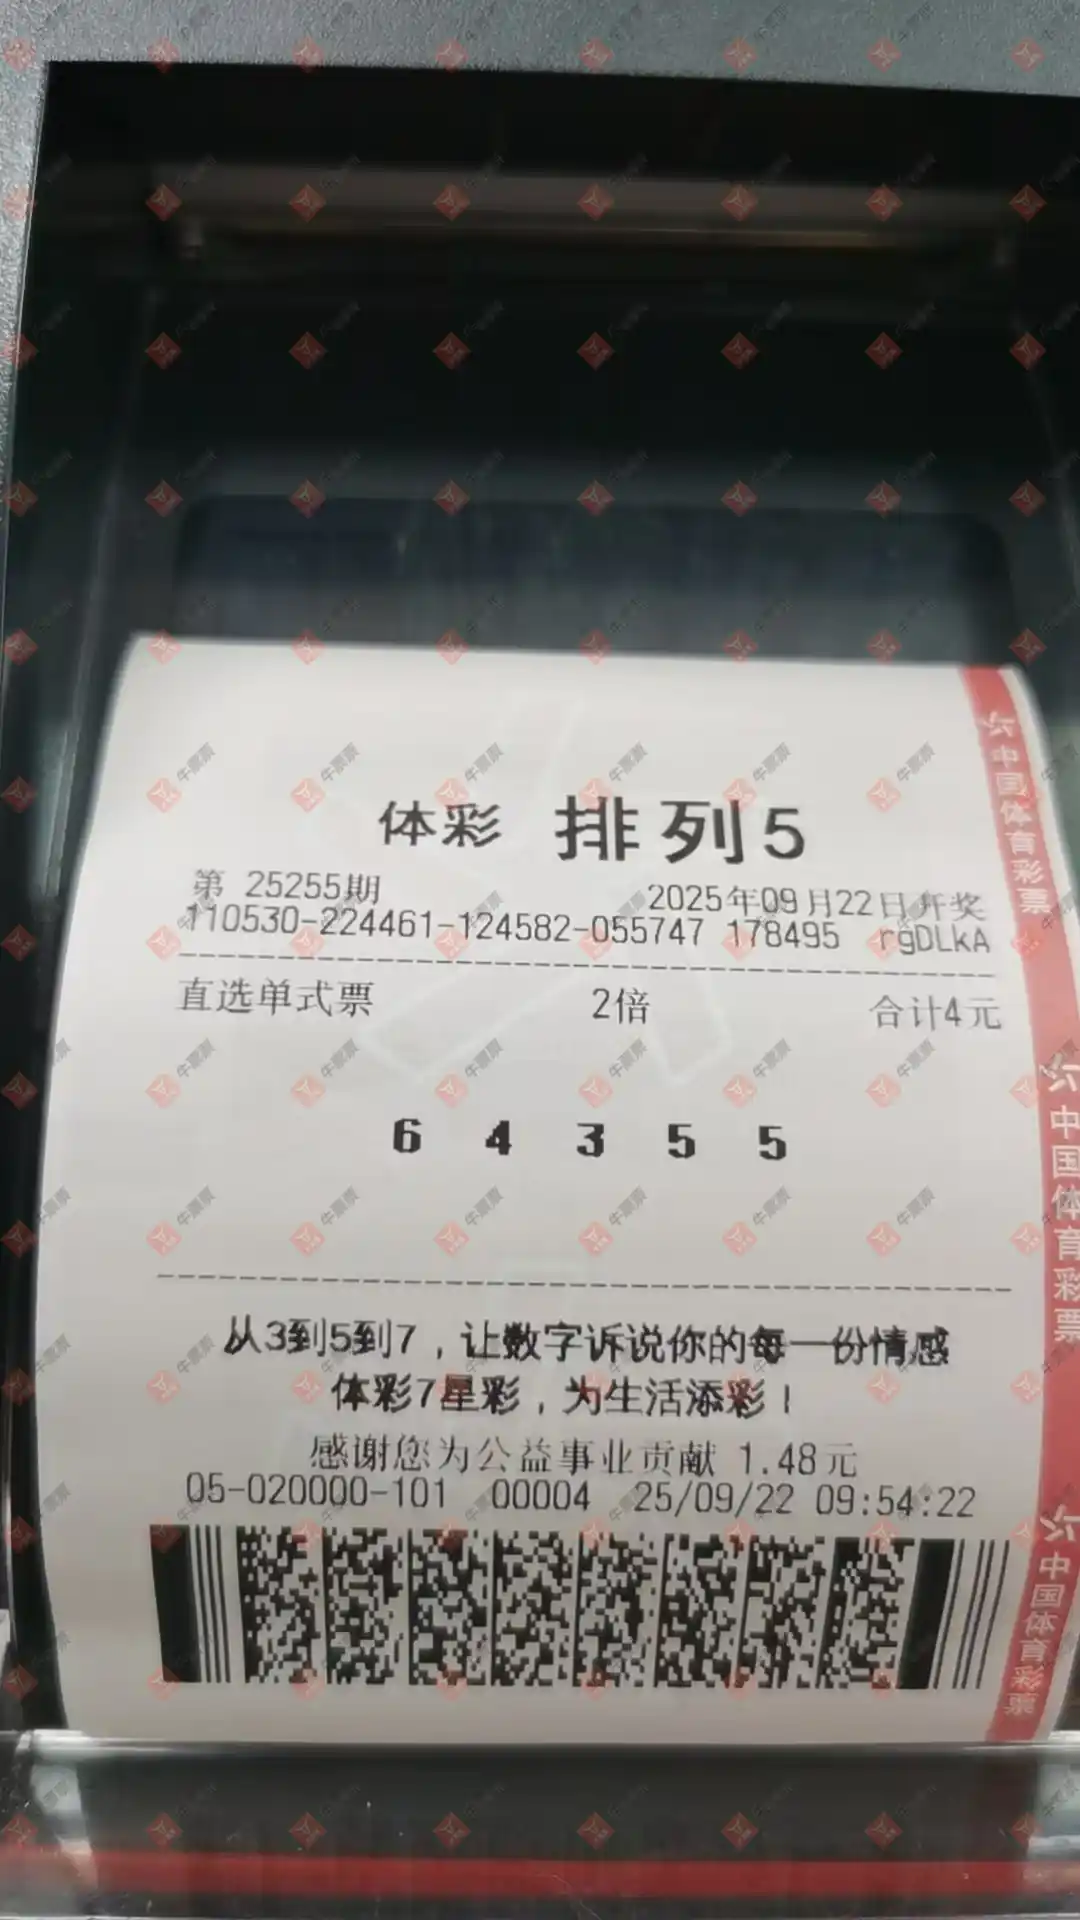 体彩 排列5
第 25255期 2025年09月22日开奖
110530-224461-124582-055747 178495 rgDLkA
直选单式票 2倍 合计4元
6 4 3 5 5
从3到5到7，让数字诉说你的每一份情感
体彩7星彩，为生活添彩！
感谢您为公益事业贡献 1.48元
05-020000-101 00004 25/09/22 09:54:22
中国体育彩票
中国体育彩票
中国体育彩票
牛票票